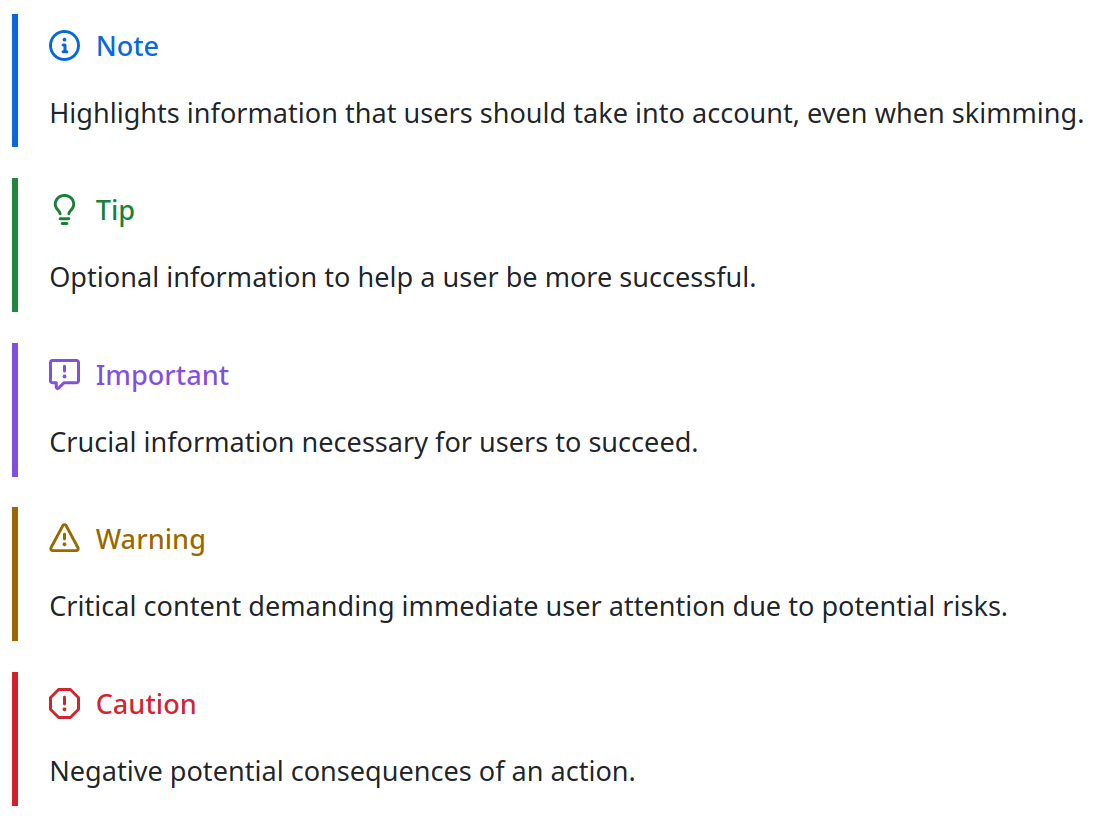 Note
Highlights information that users should take into account, even when skimming.
Tip
Optional information to help a user be more successful.
Important
Crucial information necessary for users to succeed.
Warning
Critical content demanding immediate user attention due to potential risks.
Caution
Negative potential consequences of an action.